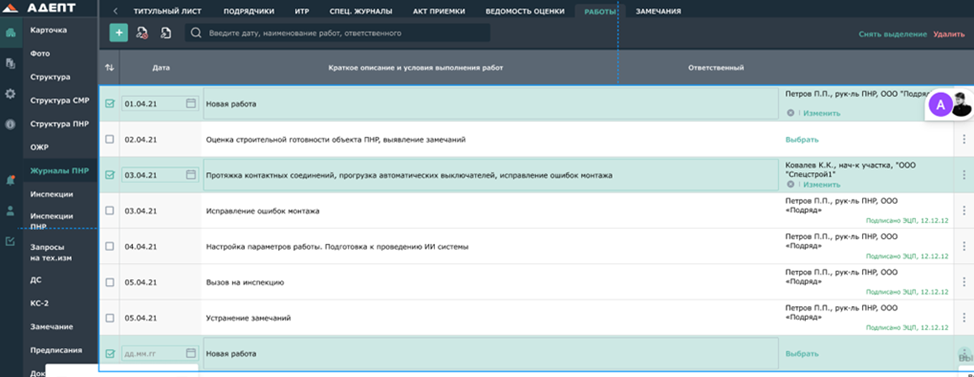 АДЕПТ
ТИТУЛЬНЫЙ ЛИСТ ПОДРЯДЧИКИ ИТР СПЕЦ. ЖУРНАЛЫ АКТ ПРИЕМКИ ВЕДОМОСТЬ ОЦЕНКИ РАБОТЫ ЗАМЕЧАНИЯ
Введите дату, наименование работ, ответственного
Снять выделение Удалить
Карточка
Фото
Структура
Структура СМР
Структура ПНР
ОЖР
Журналы ПНР
Инспекции
Инспекции
ПНР
Запросы
на тех.изм
ДС
КС-2
Замечание
Предписания
Дата Краткое описание и условия выполнения работ Ответственный
01.04.21 Новая работа Петров П.П., рук-ль ПНР, ООО "Подряд
Изменить
А
02.04.21 Оценка строительной готовности объекта ПНР, выявление замечаний Выбрать
03.04.21 Протяжка контактных соединений, прогрузка автоматических выключателей, исправление ошибок монтажа Ковалев К.К., нач-к участка, "ООО
"Спецстрой1"
Изменить
03.04.21 Исправление ошибок монтажа Петров П.П., рук-ль ПНР, ООО
«Подряд»
Подписано ЭЦП, 12.12.12
04.04.21 Настройка параметров работы. Подготовка к проведению ИИ системы Петров П.П., рук-ль ПНР, ООО
«Подряд»
Подписано ЭЦП, 12.12.12
05.04.21 Вызов на инспекцию Петров П.П., рук-ль ПНР, ООО
«Подряд»
Подписано ЭЦП, 12.12.12
05.04.21 Устранение замечаний Петров П.П., рук-ль ПНР, ООО
«Подряд»
Подписано ЭЦП, 12.12.12
дд.мм.гг Новая работа Выбрать